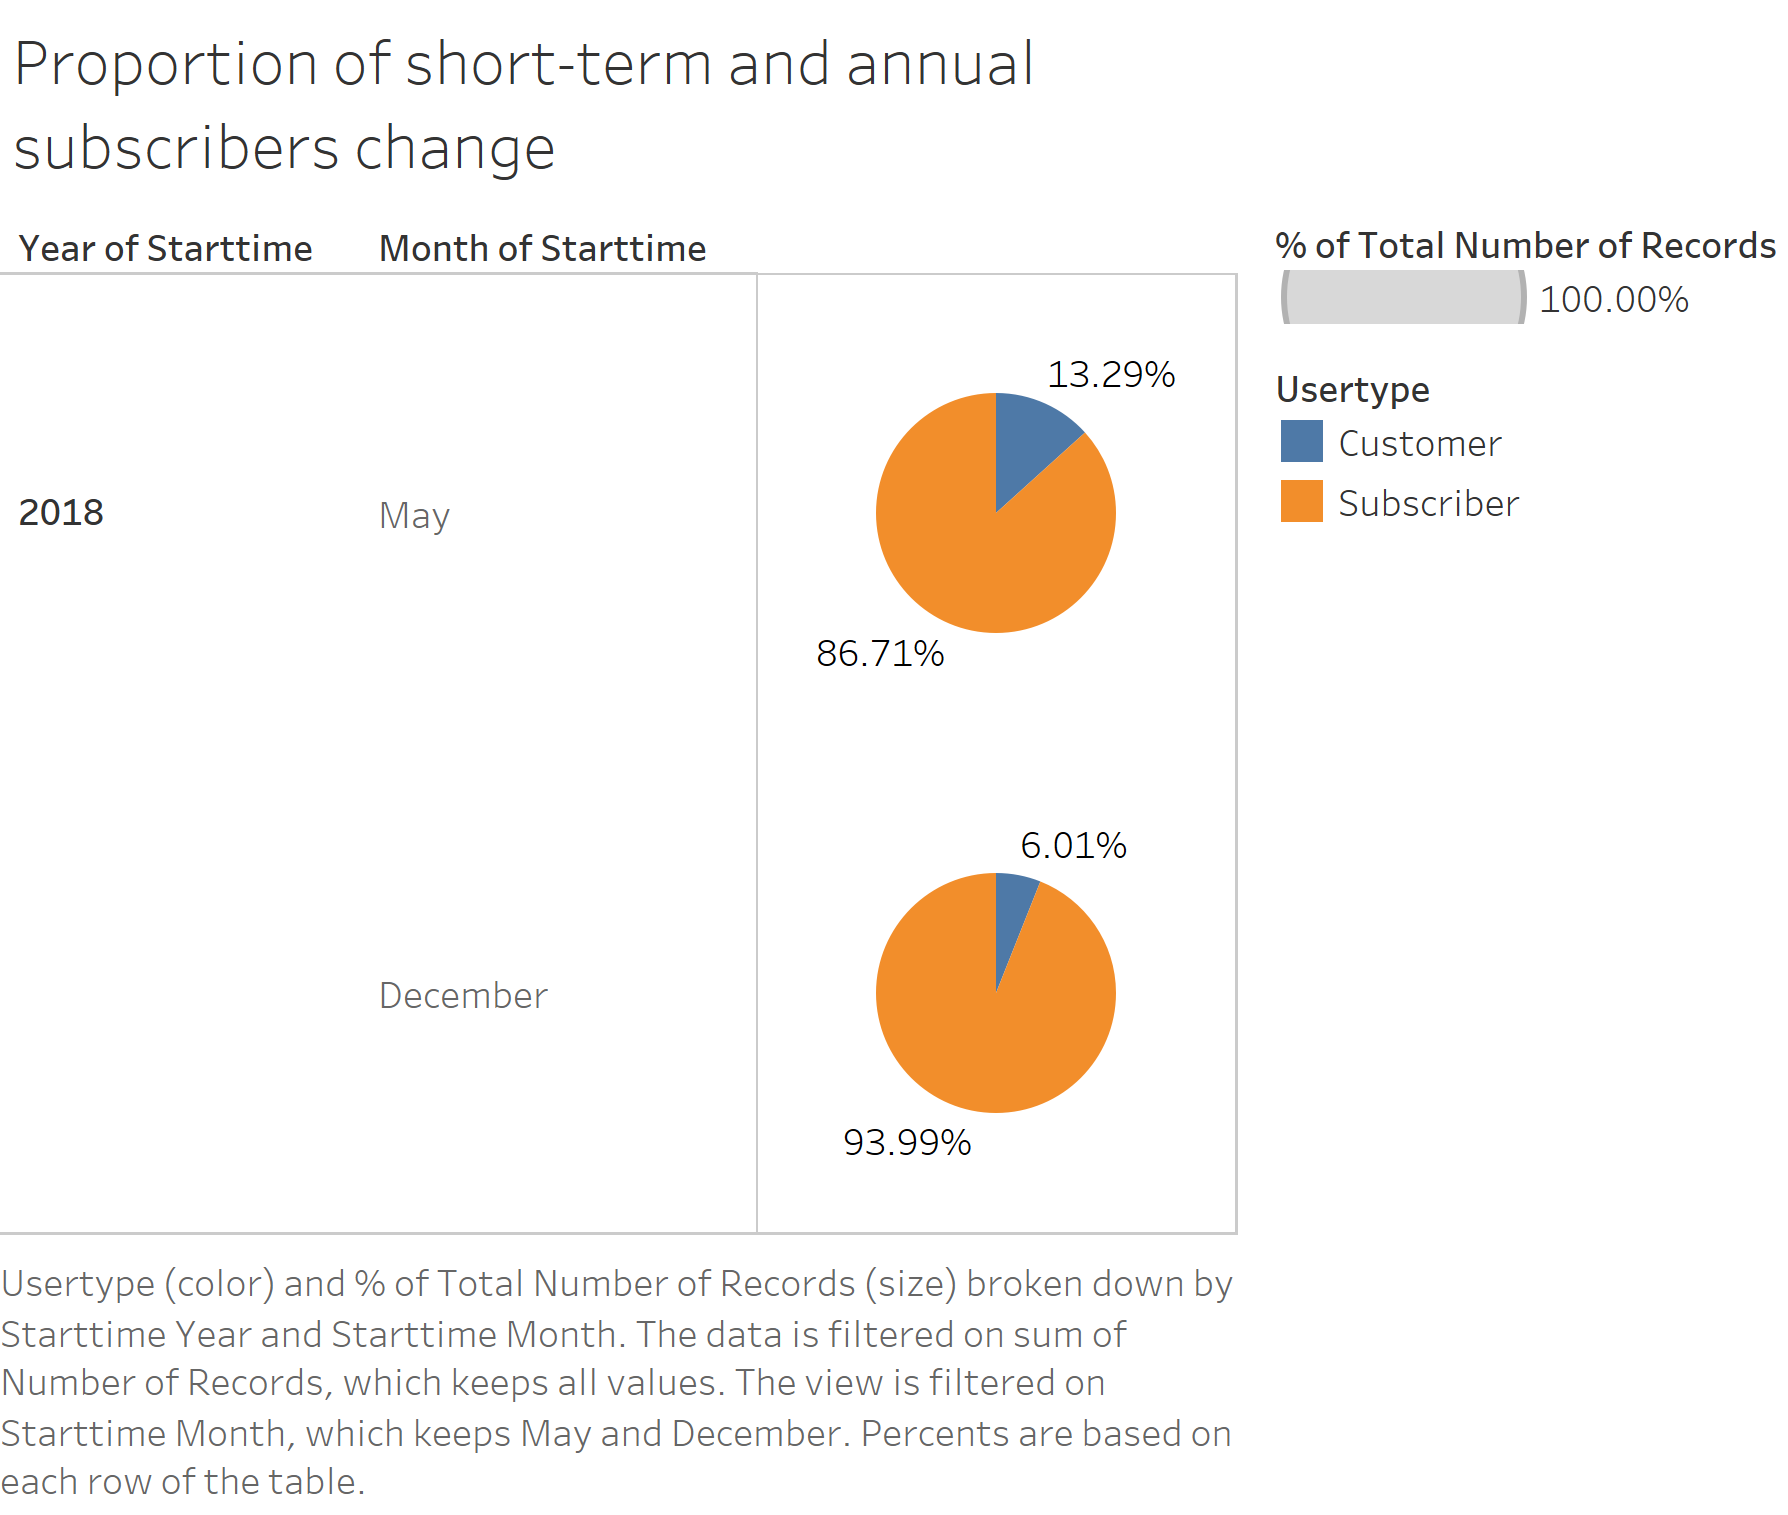 Proportion of short-term and annual
subscribers change
Year of Starttime
Month of Starttime
2018
May
13.29%
86.71%
December
6.01%
93.99%
% of Total Number of Records
100.00%
Usertype
Customer
Subscriber
Usertype (color) and % of Total Number of Records (size) broken down by
Starttime Year and Starttime Month. The data is filtered on sum of
Number of Records, which keeps all values. The view is filtered on
Starttime Month, which keeps May and December. Percents are based on
each row of the table.